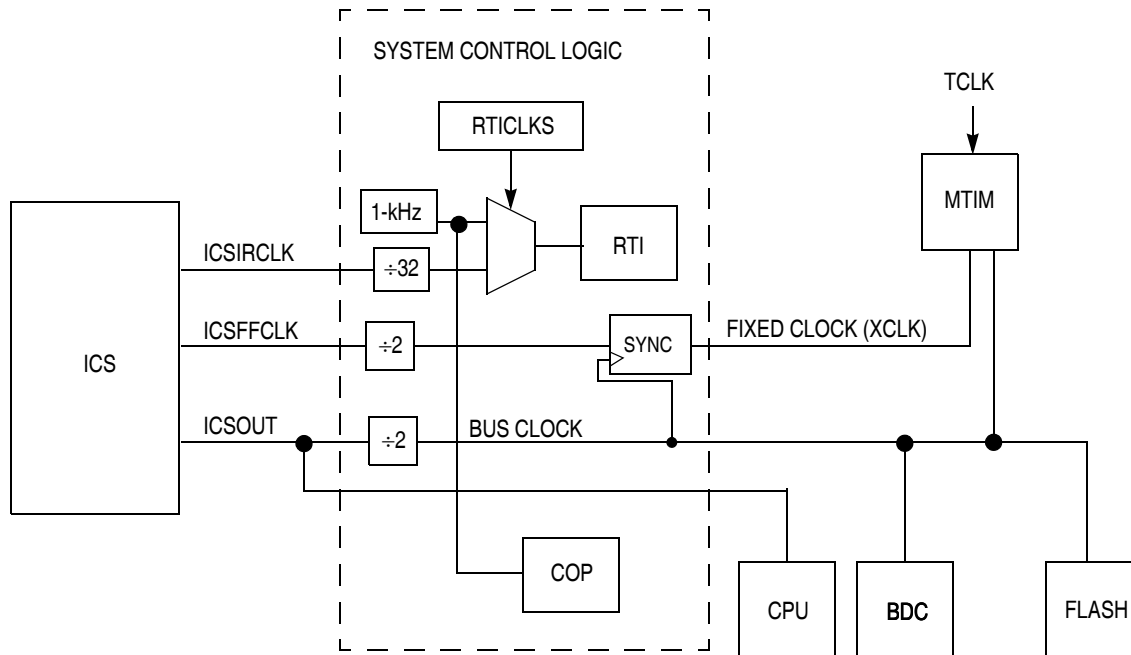 SYSTEM CONTROL LOGIC
TCLK
RTICLKS
MTIM
1-kHz
RTI
ICSIRCLK
÷32
ICSFFCLK
÷2
SYNC
FIXED CLOCK (XCLK)
ICS
ICSOUT
÷2
BUS CLOCK
COP
CPU
BDC
FLASH